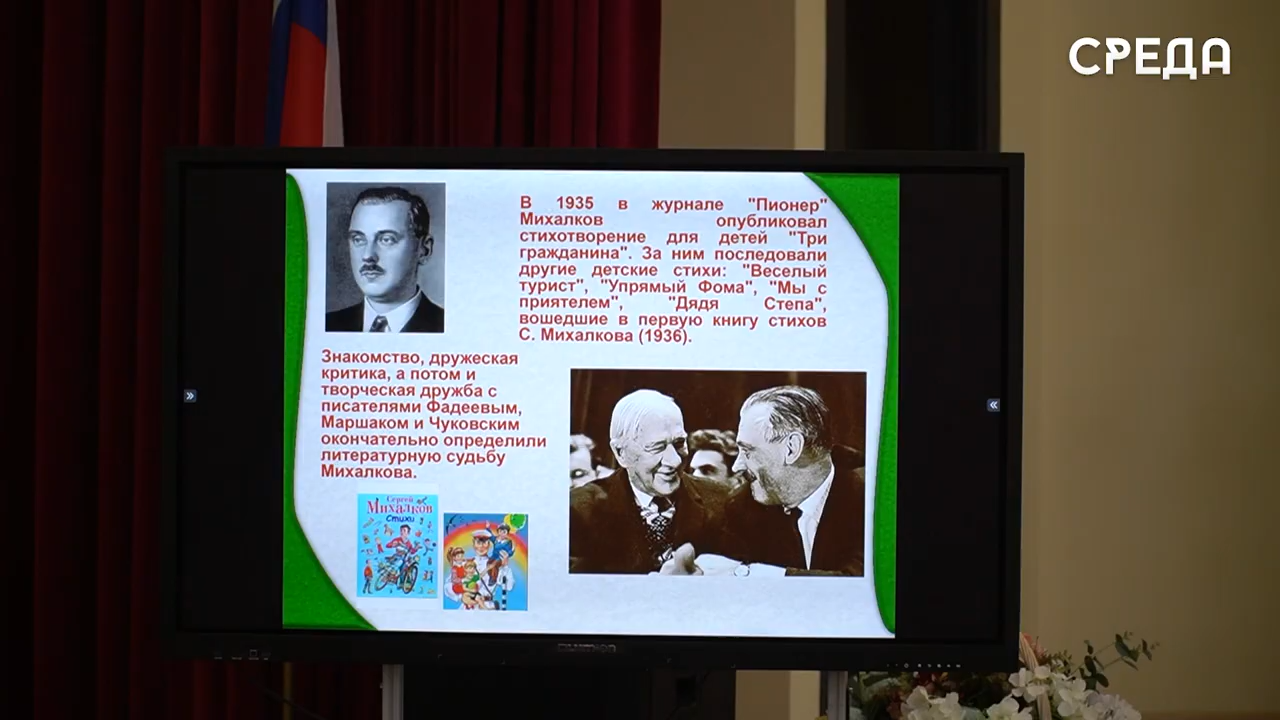 СРЕДА
В 1935 в журнале "Пионер"
Михалков опубликовал
стихотворение для детей "Три
гражданина". За ним последовали
другие детские стихи: "Веселый
турист", "Упрямый Фома", "Мы с
приятелем", "Дядя Степа",
вошедшие в первую книгу стихов
С. Михалкова (1936).
Знакомство, дружеская
критика, а потом и
творческая дружба с
писателями Фадеевым,
Маршаком и Чуковским
окончательно определили
литературную судьбу
Михалкова.
Сергей
Михалков
Стихи